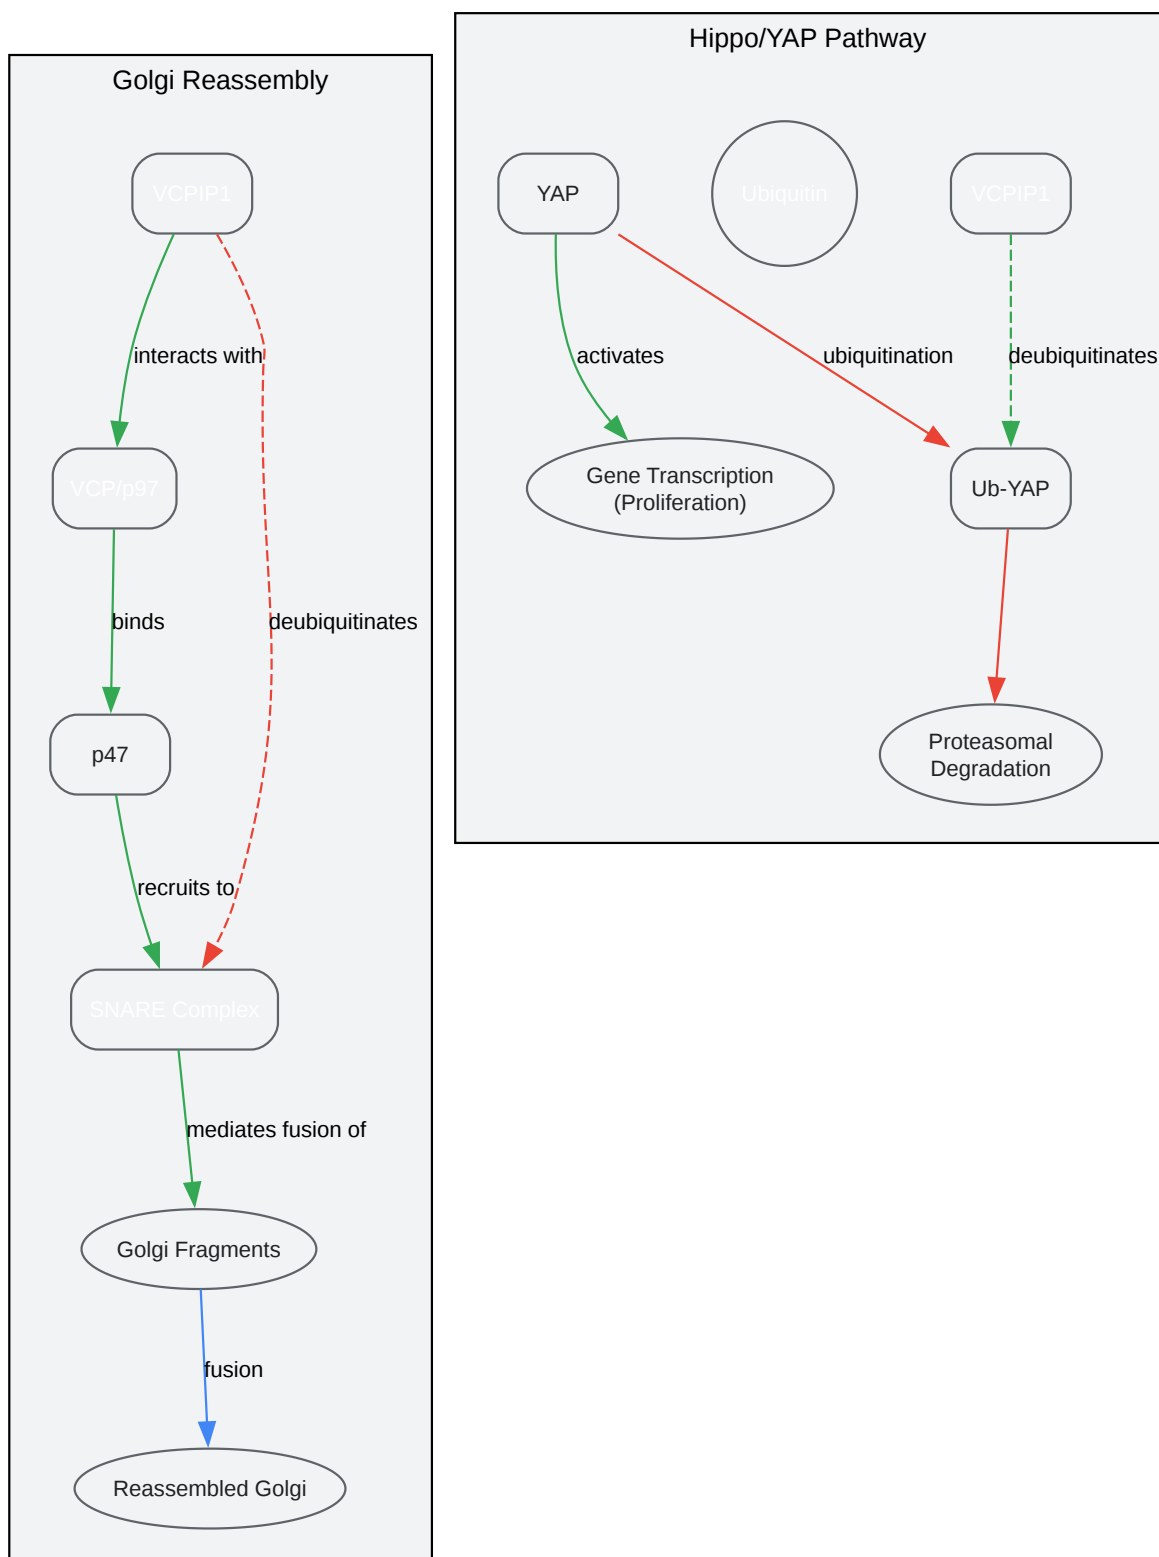 Golgi Reassembly
VCPIP1
interacts with
VCP/p97
binds
deubiquitinates
p47
recruits to
SNARE Complex
mediates fusion of
Golgi Fragments
fusion
Reassembled Golgi
Hippo/YAP Pathway
YAP
Ubiquitin
VCPIP1
activates
ubiquitination
deubiquitinates
Gene Transcription
(Proliferation)
Ub-YAP
Proteasomal
Degradation